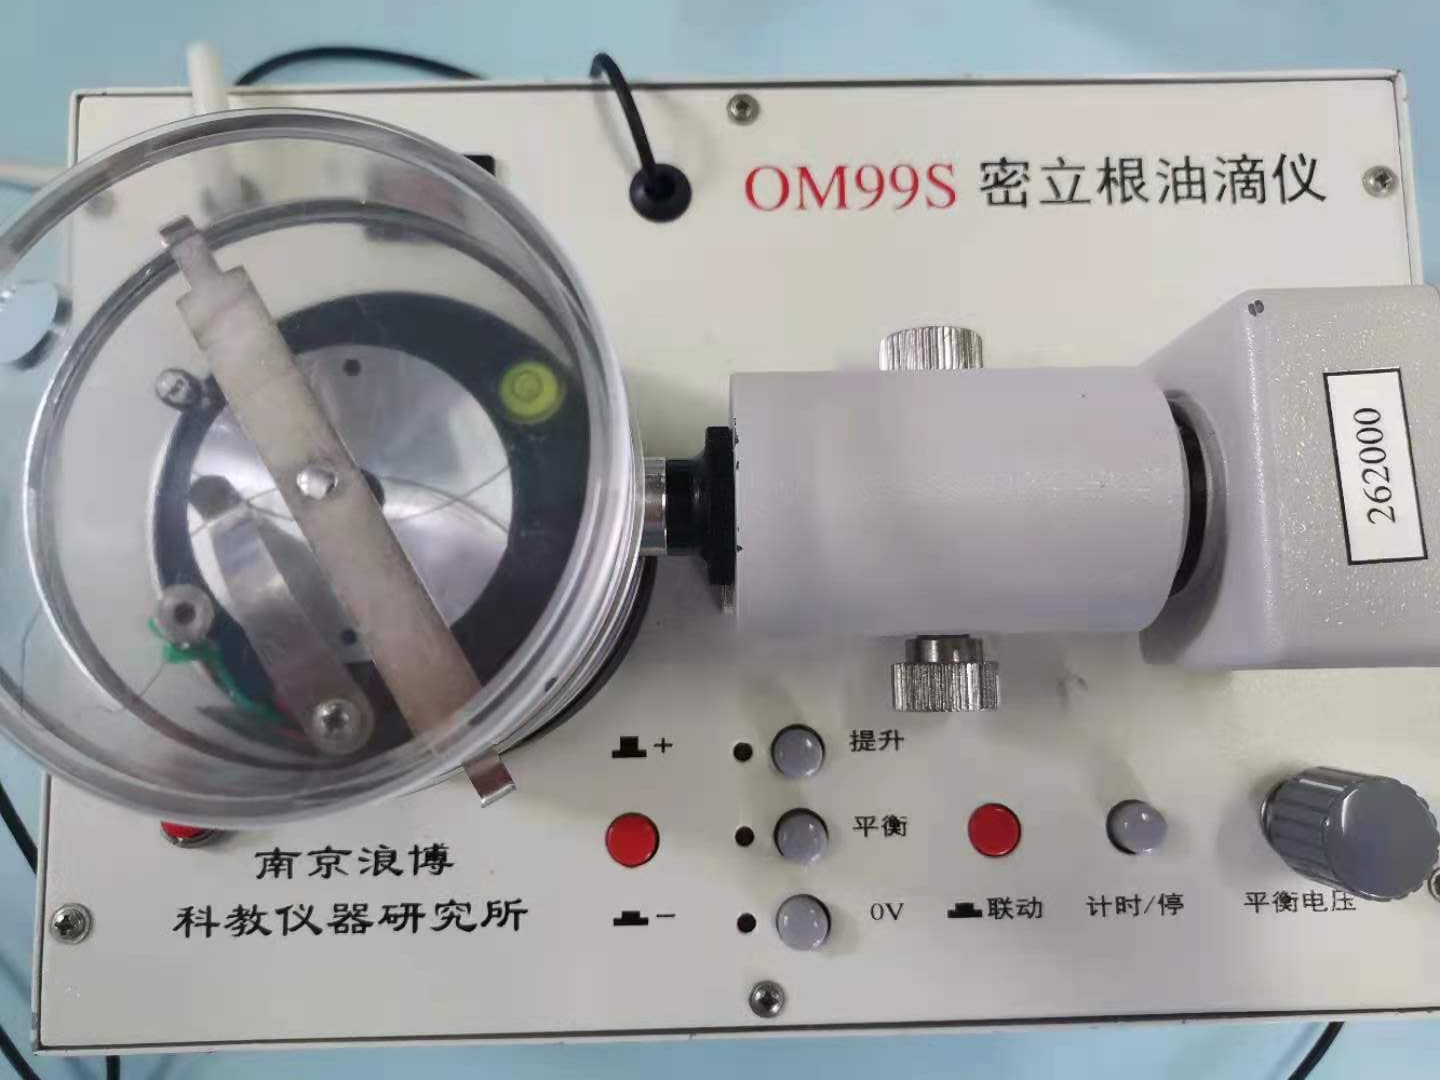 OM99S 密立根油滴仪
262000
+
提升
平衡
-
0V
联动
计时/停
平衡电压
南京浪博
科教仪器研究所